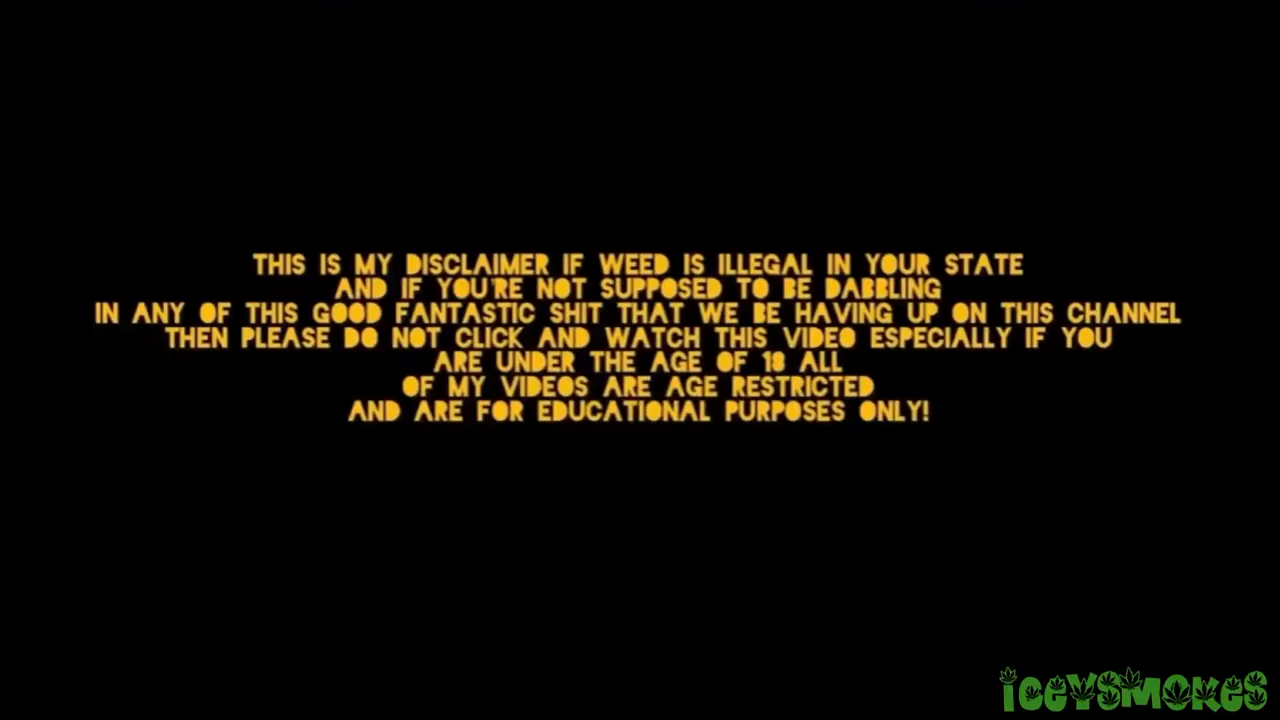 THIS IS MY DISCLAIMER IF WEED IS ILLEGAL IN YOUR STATE
AND IF YOU'RE NOT SUPPOSED TO BE DABBLING
IN ANY OF THIS GOOD FANTASTIC SHIT THAT WE BE HAVING UP ON THIS CHANNEL
THEN PLEASE DO NOT CLICK AND WATCH THIS VIDEO ESPECIALLY IF YOU
ARE UNDER THE AGE OF 18 ALL
OF MY VIDEOS ARE AGE RESTRICTED
AND ARE FOR EDUCATIONAL PURPOSES ONLY!
iCeYSMOKeS